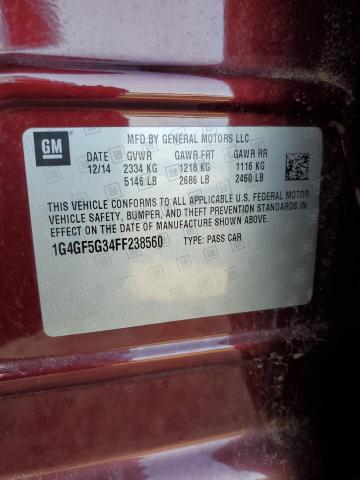 GM
MFD BY GENERAL MOTORS LLC
DATE GVWR GAWR FRT GAWR RR
12/14 2334 KG 1218 KG 1116 KG
5146 LB 2686 LB 2460 LB
THIS VEHICLE CONFORMS TO ALL APPLICABLE U.S. FEDERAL MOTOR
VEHICLE SAFETY, BUMPER, AND THEFT PREVENTION STANDARDS
IN EFFECT ON THE DATE OF MANUFACTURE SHOWN ABOVE.
1G4GF5G34FF238560 TYPE: PASS CAR